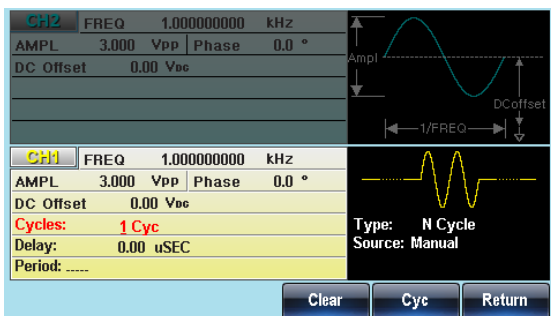 CH2 FREQ 1.000000000 kHz
AMPL 3.000 VPP Phase 0.0 °
DC Offset 0.00 VDC
Ampl
DCoffset
1/FREQ
CH1 FREQ 1.000000000 kHz
AMPL 3.000 VPP Phase 0.0 °
DC Offset 0.00 VDC
Cycles: 1 Cyc
Delay: 0.00 uSEC
Period: .....
Type: N Cycle
Source: Manual
Clear Cyc Return